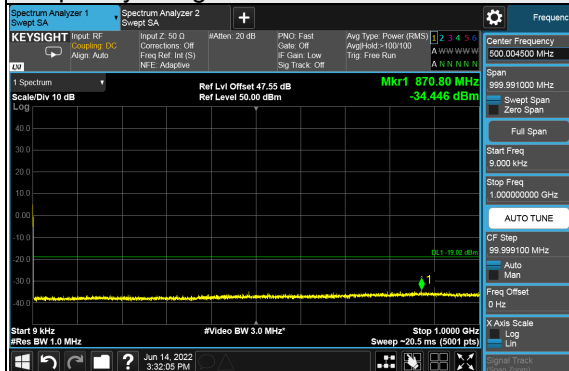 Spectrum Analyzer 1
Swept SA
Spectrum Analyzer 2
Swept SA
+
Frequenc
KEYSIGHT
Input: RF
Coupling: DC
Align: Auto
Input Z: 50 Ω
Corrections: Off
Freq Ref: Int (S)
NFE: Adaptive
#Atten: 20 dB
PNO: Fast
Gate: Off
IF Gain: Low
Sig Track: Off
Avg Type: Power (RMS)
Avg|Hold:>100/100
Trig: Free Run
1 2 3 4 5 6
A W W W W W
A N N N N N
LXI
1 Spectrum
Scale/Div 10 dB
Log
Ref Lvl Offset 47.55 dB
Ref Level 50.00 dBm
Mkr1 870.80 MHz
-34.446 dBm
40.0
30.0
20.0
10.0
0.00
-10.0
-20.0
-30.0
-40.0
DL1 -19.02 dBm
1
Start 9 kHz
#Res BW 1.0 MHz
#Video BW 3.0 MHz*
Stop 1.0000 GHz
Sweep ~20.5 ms (5001 pts)
?
Jun 14, 2022
3:32:05 PM
Center Frequency
500.004500 MHz
Span
999.991000 MHz
Swept Span
Zero Span
Full Span
Start Freq
9.000 kHz
Stop Freq
1.000000000 GHz
AUTO TUNE
CF Step
99.999100 MHz
Auto
Man
Freq Offset
0 Hz
X Axis Scale
Log
Lin
Signal Track
(Span Zoom)